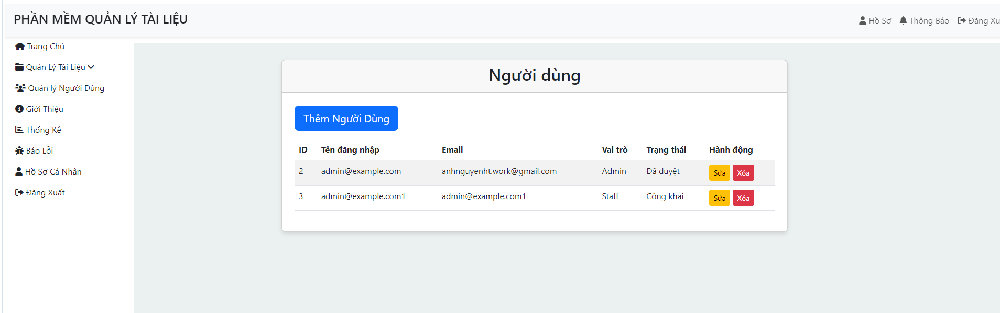 PHẦN MỀM QUẢN LÝ TÀI LIỆU
Hồ Sơ Thông Báo Đăng Xu
Trang Chủ
Quản Lý Tài Liệu
Quản lý Người Dùng
Giới Thiệu
Thống Kê
Báo Lỗi
Hồ Sơ Cá Nhân
Đăng Xuất
Người dùng
Thêm Người Dùng
ID Tên đăng nhập Email Vai trò Trạng thái Hành động
2 admin@example.com anhnguyenht.work@gmail.com Admin Đã duyệt Sửa Xóa
3 admin@example.com1 admin@example.com1 Staff Công khai Sửa Xóa